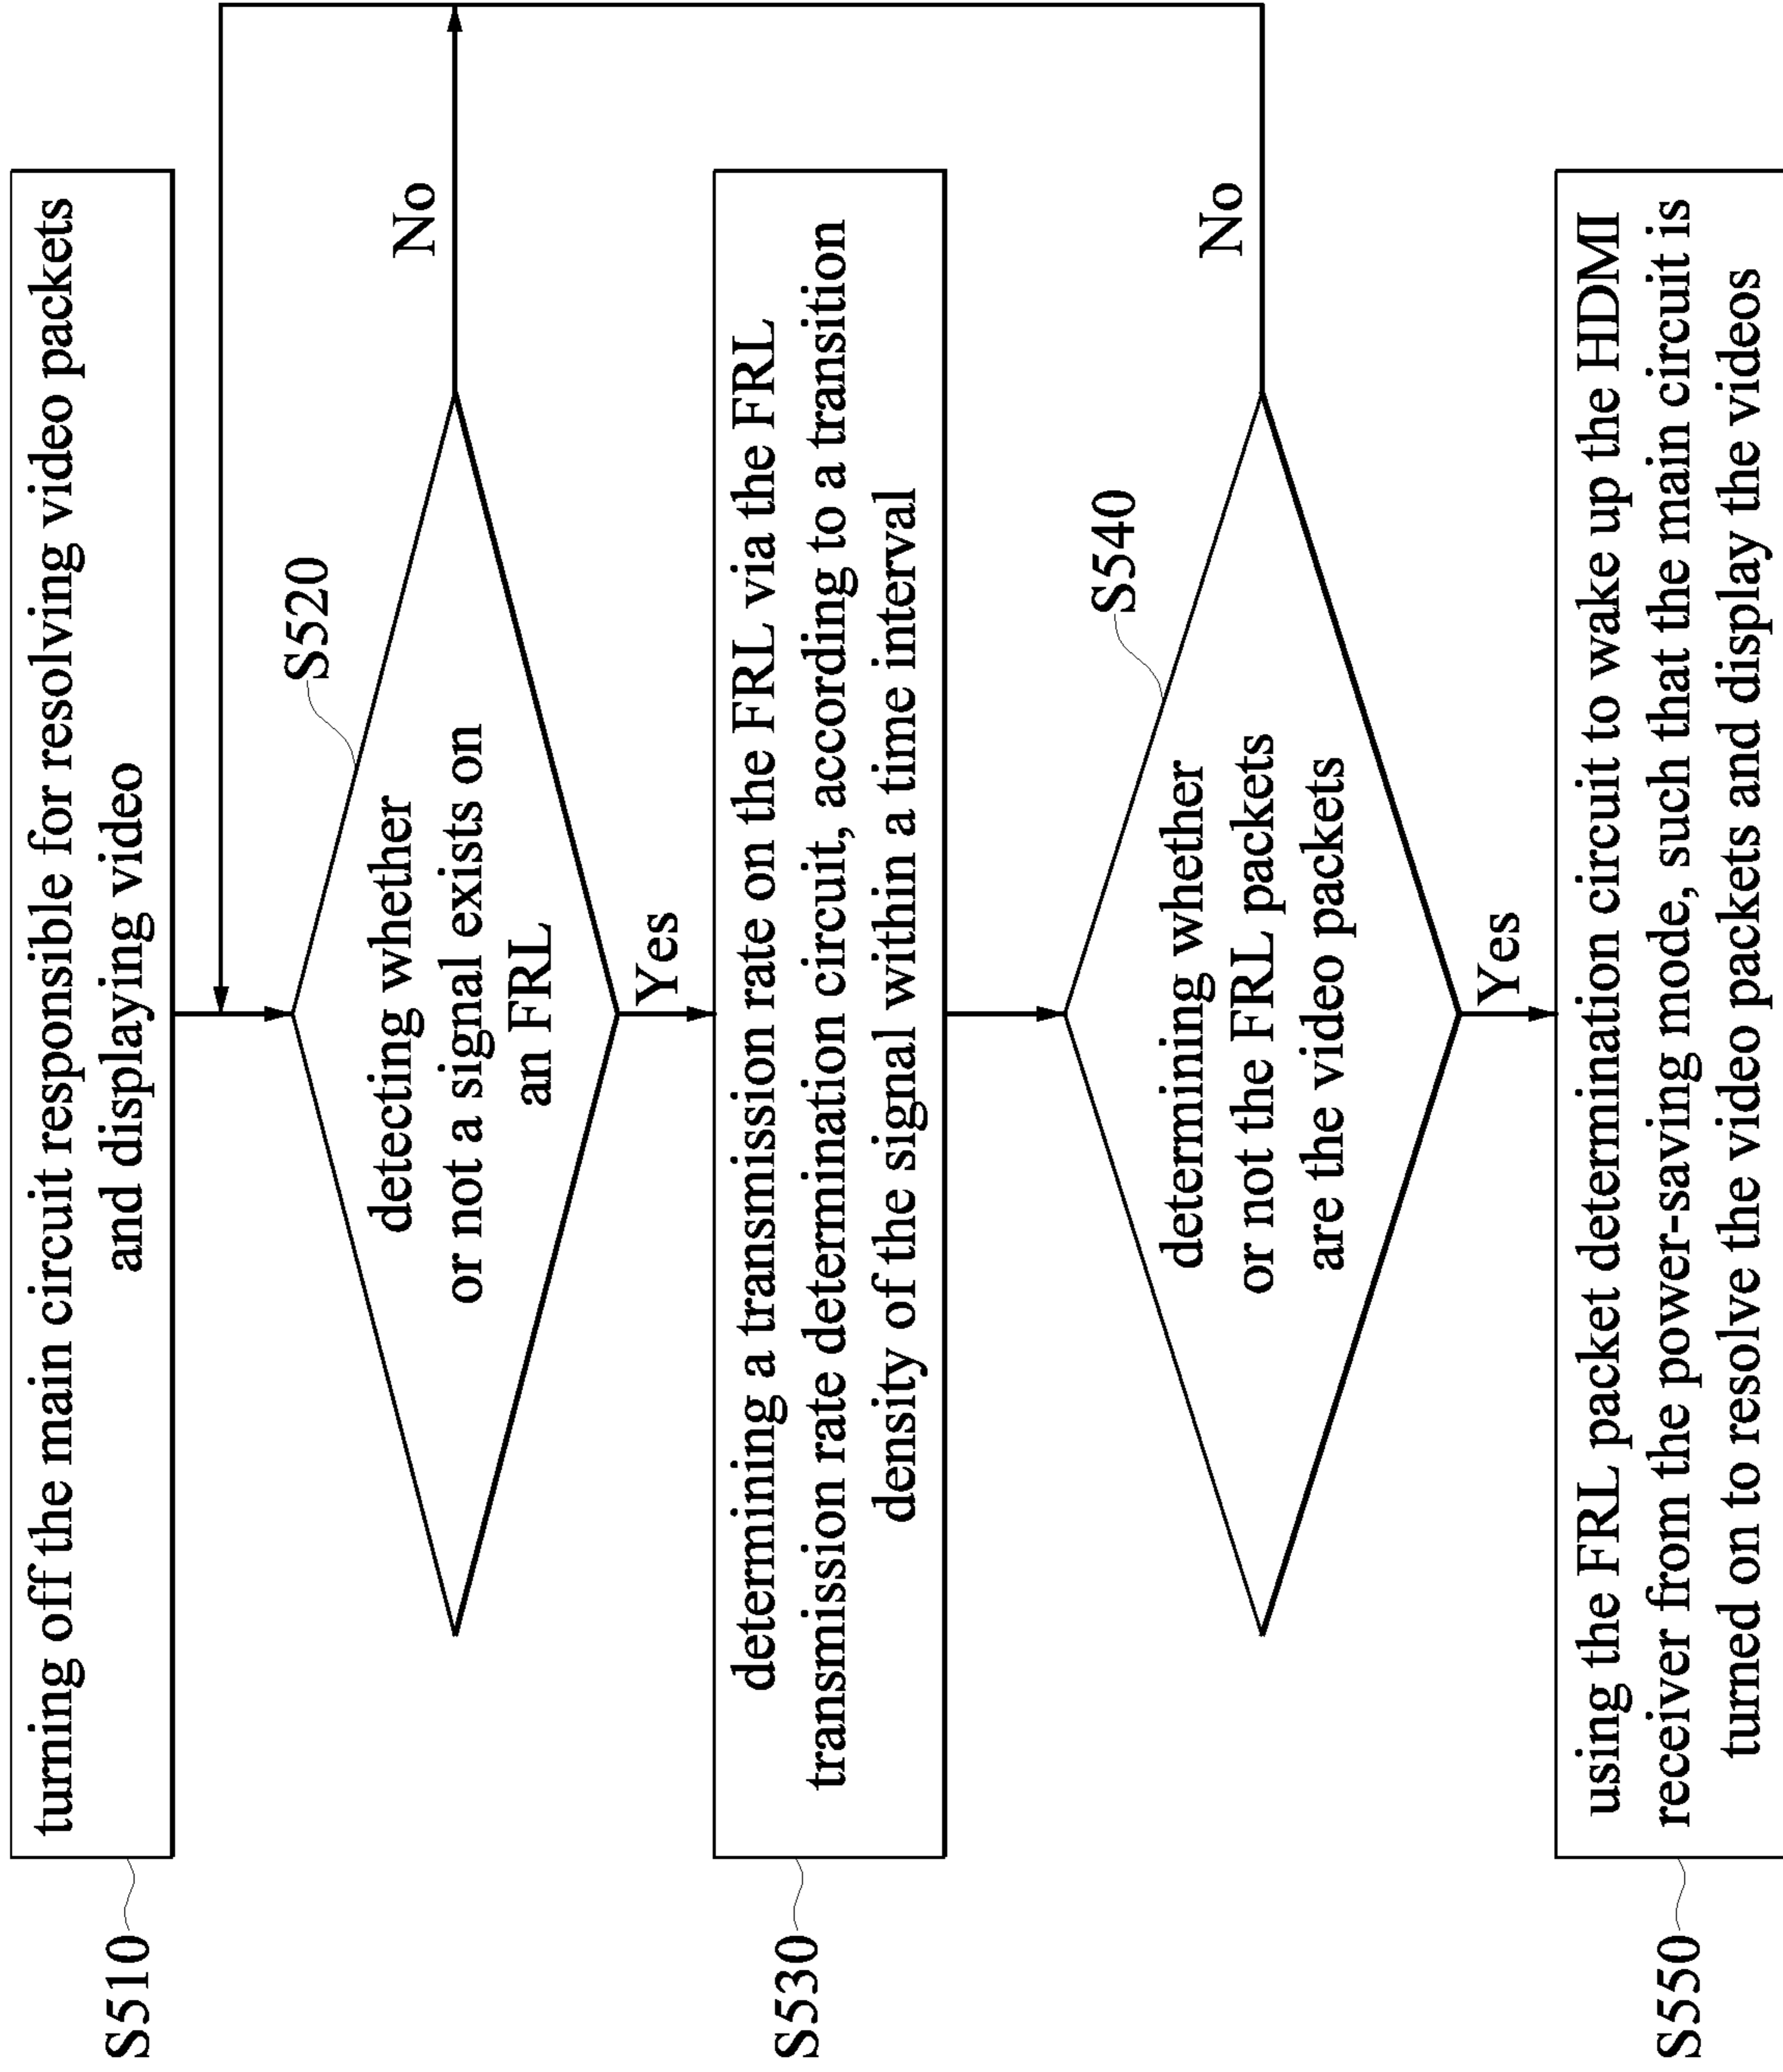 S510
turning off the main circuit responsible for resolving video packets
and displaying video
S520
detecting whether
or not a signal exists on
an FRL
No
Yes
S530
determining a transmission rate on the FRL via the FRL
transmission rate determination circuit, according to a transition
density of the signal within a time interval
S540
determining whether
or not the FRL packets
are the video packets
No
Yes
S550
using the FRL packet determination circuit to wake up the HDMI
receiver from the power-saving mode, such that the main circuit is
turned on to resolve the video packets and display the videos